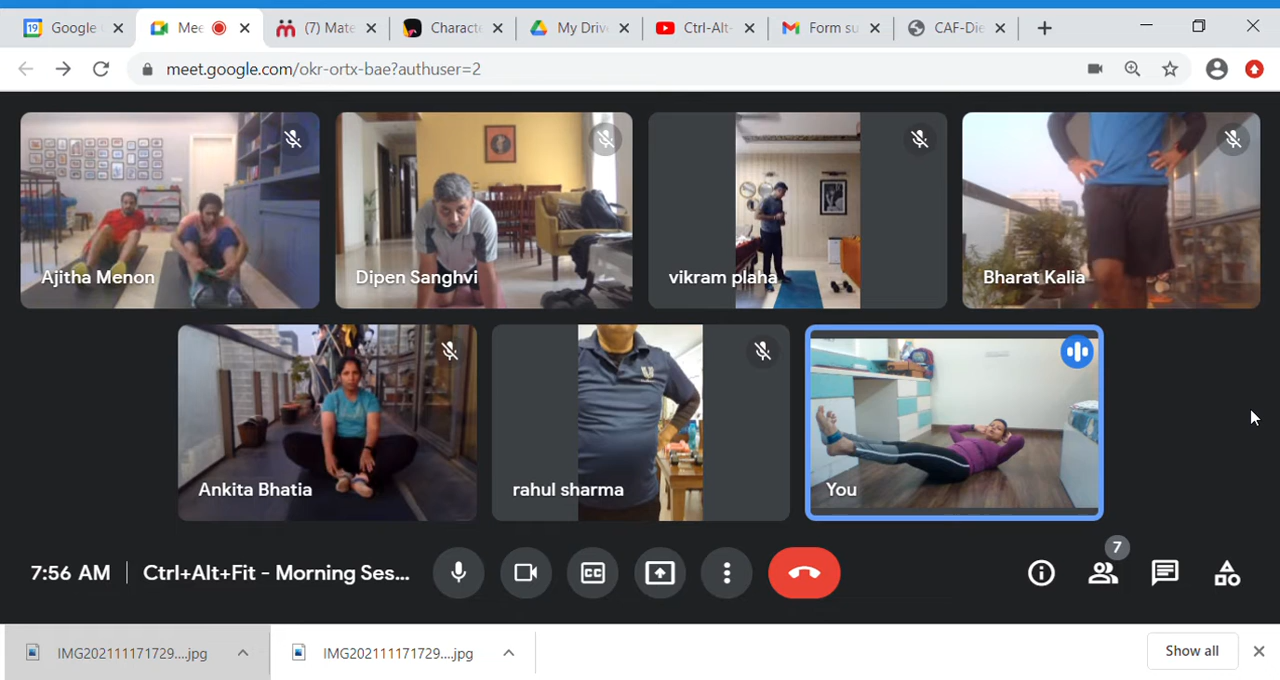 Google
Mee
(7) Mate
Characte
My Driv
Ctrl-Alt-
Form su
CAF-Die
meet.google.com/okr-ortx-bae?authuser=2
Ajitha Menon
Dipen Sanghvi
vikram plaha
Bharat Kalia
Ankita Bhatia
rahul sharma
You
7:56 AM
Ctrl+Alt+Fit - Morning Ses...
CC
7
IMG202111171729....jpg
IMG202111171729....jpg
Show all